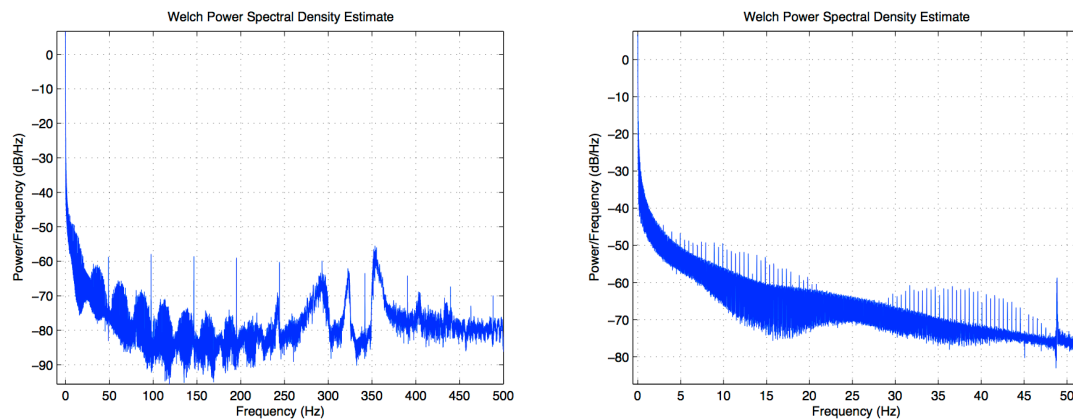 Welch Power Spectral Density Estimate
0
−10
−20
−30
−40
−50
−60
−70
−80
−90
Power/Frequency (dB/Hz)
0 50 100 150 200 250 300 350 400 450 500
Frequency (Hz)
Welch Power Spectral Density Estimate
0
−10
−20
−30
−40
−50
−60
−70
−80
Power/Frequency (dB/Hz)
0 5 10 15 20 25 30 35 40 45 50
Frequency (Hz)